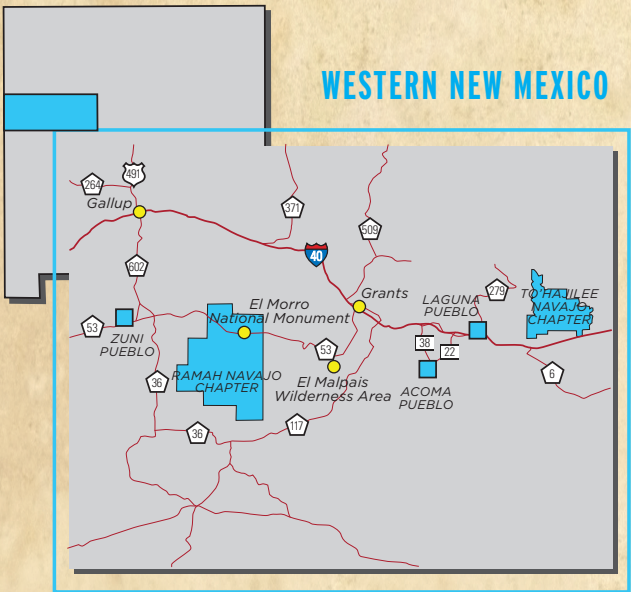 WESTERN NEW MEXICO
491
264
Gallup
371
509
40
602
El Morro
National Monument
Grants
LAGUNA
PUEBLO
279
TO'HAJIILEE
NAVAJO
CHAPTER
53
ZUNI
PUEBLO
53
38
22
36
RAMAH NAVAJO
CHAPTER
El Malpais
Wilderness Area
ACOMA
PUEBLO
6
36
117